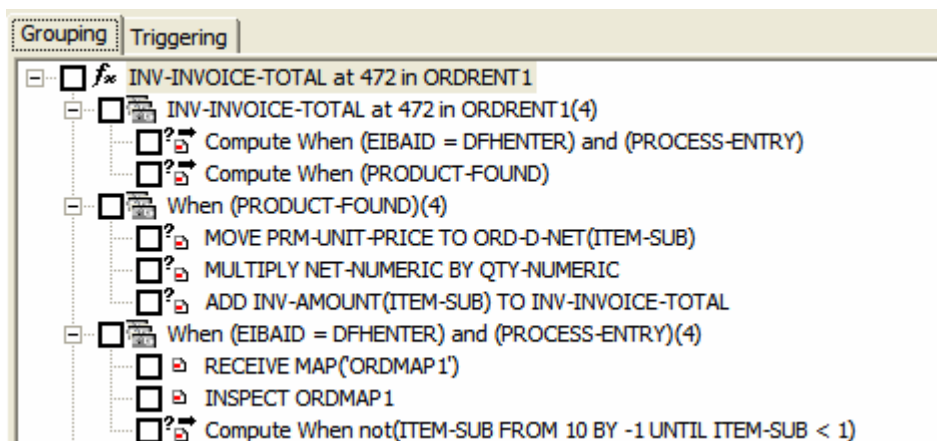 Grouping Triggering
fx INV-INVOICE-TOTAL at 472 in ORDRENT1
INV-INVOICE-TOTAL at 472 in ORDRENT1(4)
? Compute When (EIBAID = DFHENTER) and (PROCESS-ENTRY)
? Compute When (PRODUCT-FOUND)
When (PRODUCT-FOUND)(4)
? MOVE PRM-UNIT-PRICE TO ORD-D-NET(ITEM-SUB)
? MULTIPLY NET-NUMERIC BY QTY-NUMERIC
? ADD INV-AMOUNT(ITEM-SUB) TO INV-INVOICE-TOTAL
When (EIBAID = DFHENTER) and (PROCESS-ENTRY)(4)
RECEIVE MAP('ORDMAP1')
INSPECT ORDMAP1
? Compute When not(ITEM-SUB FROM 10 BY -1 UNTIL ITEM-SUB < 1)